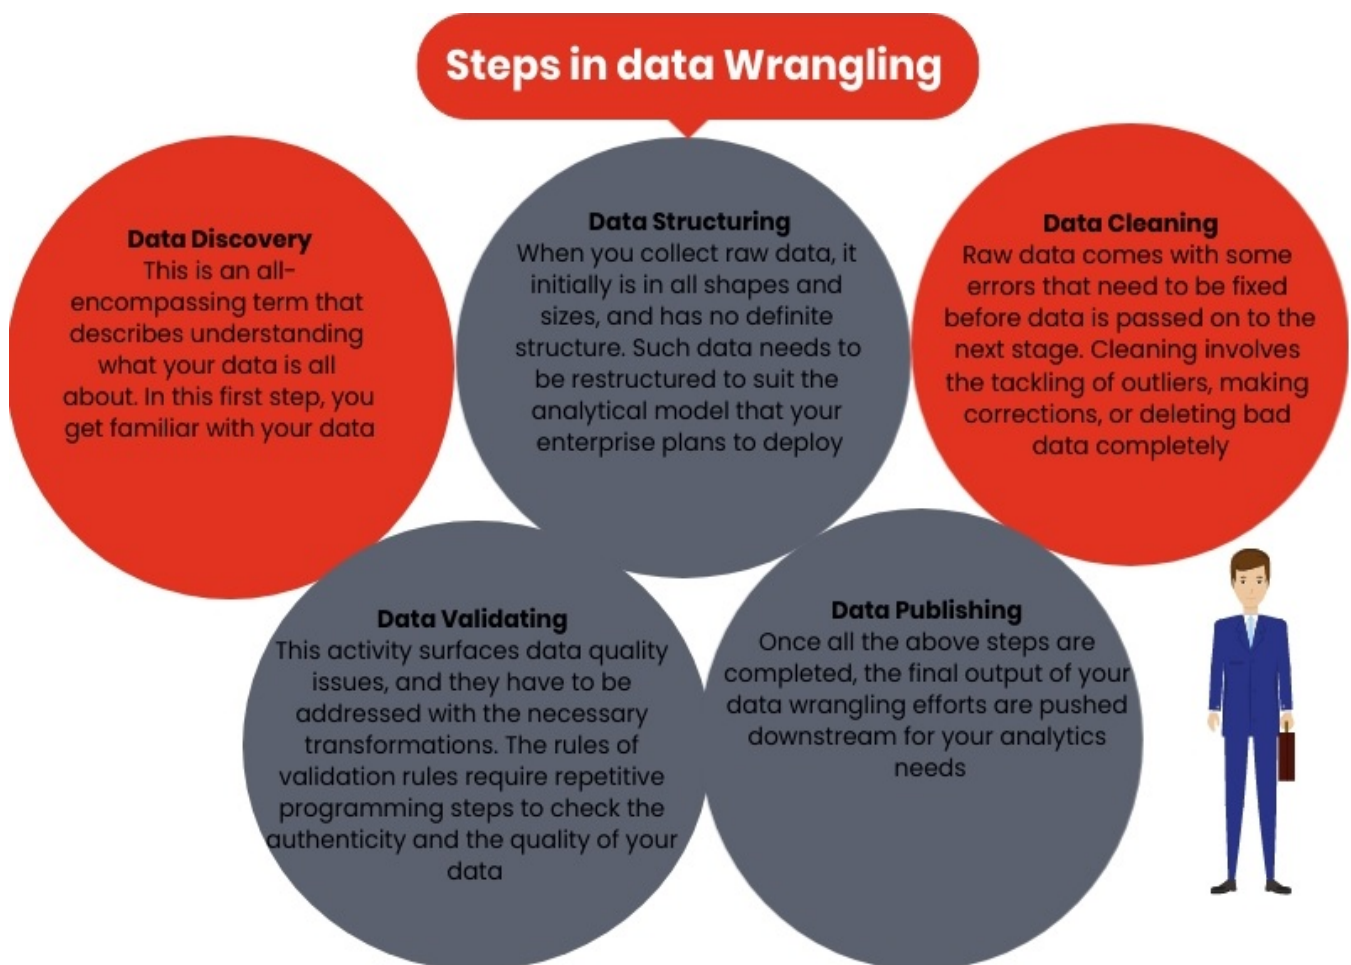 Steps in data Wrangling
Data Discovery
This is an all-
encompassing term that
describes understanding
what your data is all
about. In this first step, you
get familiar with your data
Data Structuring
When you collect raw data, it
initially is in all shapes and
sizes, and has no definite
structure. Such data needs to
be restructured to suit the
analytical model that your
enterprise plans to deploy
Data Cleaning
Raw data comes with some
errors that need to be fixed
before data is passed on to the
next stage. Cleaning involves
the tackling of outliers, making
corrections, or deleting bad
data completely
Data Validating
This activity surfaces data quality
issues, and they have to be
addressed with the necessary
transformations. The rules of
validation rules require repetitive
programming steps to check the
authenticity and the quality of your
data
Data Publishing
Once all the above steps are
completed, the final output of your
data wrangling efforts are pushed
downstream for your analytics
needs